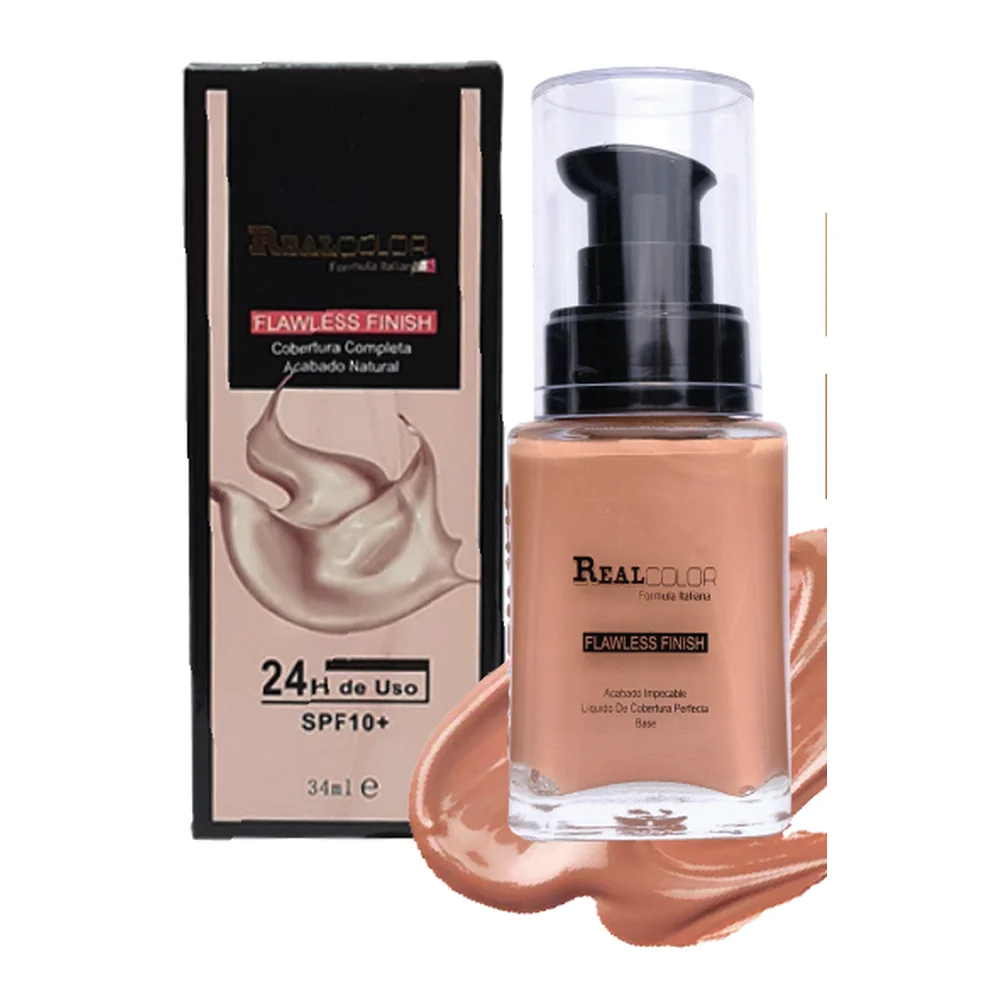 REALCOLOR
Formula Italiana
FLAWLESS FINISH
Cobertura Completa
Acabado Natural
24H de Uso
SPF10+
34ml e
REALCOLOR
Formula Italiana
FLAWLESS FINISH
Acabado Impecable
Líquido De Cobertura Perfecta
Base